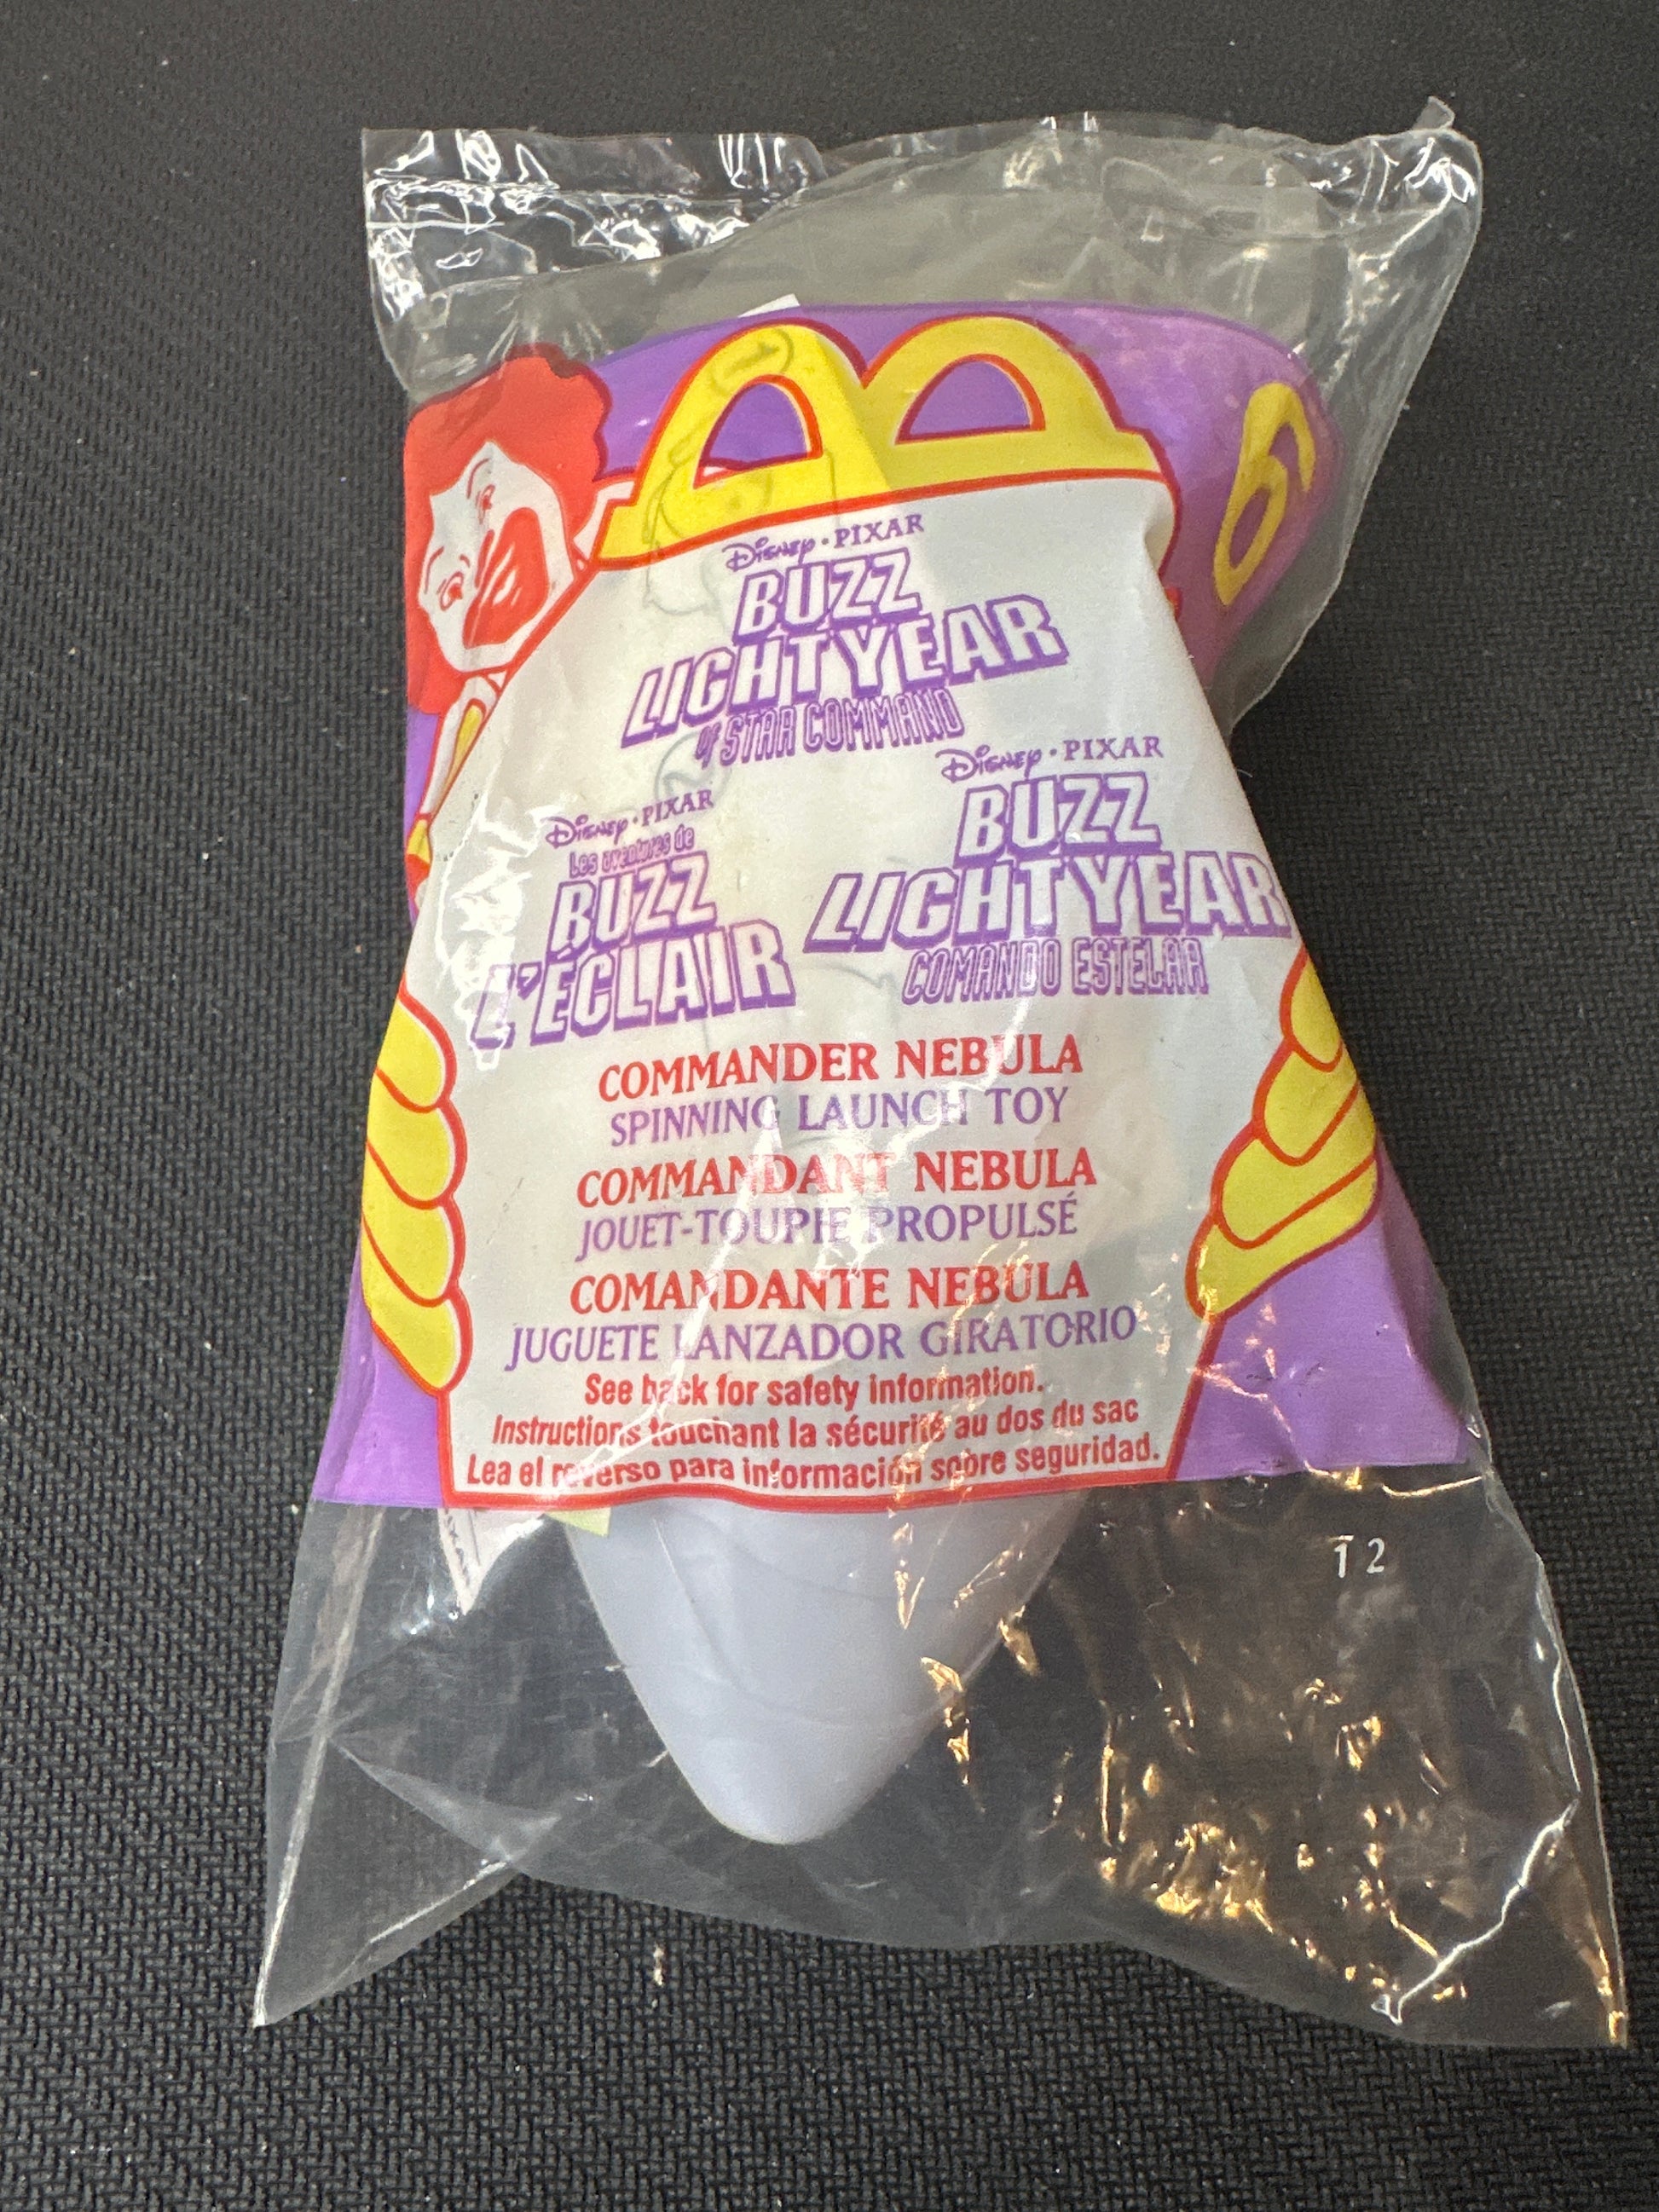 6
Disney · PIXAR
BUZZ
LIGHTYEAR
of STAR COMMAND
Disney · PIXAR
Les aventures de
BUZZ
L'ÉCLAIR
Disney · PIXAR
BUZZ
LIGHTYEAR
COMANDO ESTELAR
COMMANDER NEBULA
SPINNING LAUNCH TOY
COMMANDANT NEBULA
JOUET-TOUPIE PROPULSÉ
COMANDANTE NEBULA
JUGUETE LANZADOR GIRATORIO
See back for safety information.
Instructions touchant la sécurité au dos du sac
Lea el reverso para información sobre seguridad.
12